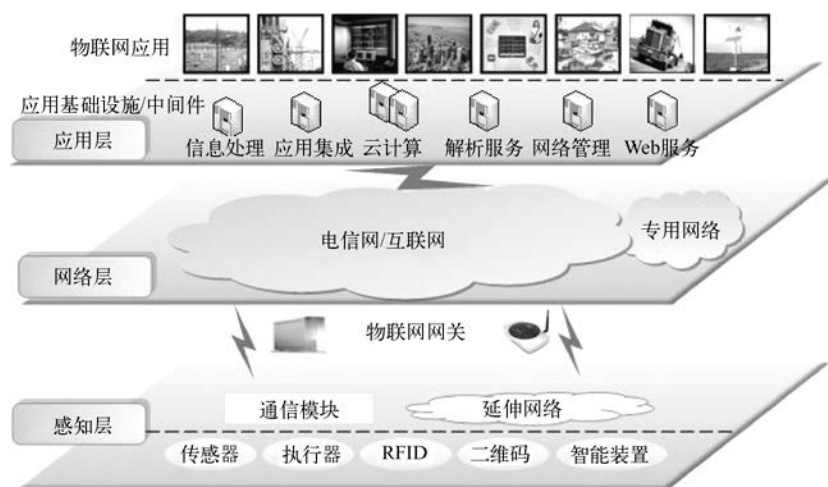 物联网应用
应用基础设施/中间件
应用层
信息处理 应用集成 云计算 解析服务 网络管理 Web服务
电信网/互联网
专用网络
网络层
物联网网关
通信模块
延伸网络
感知层
传感器 执行器 RFID 二维码 智能装置